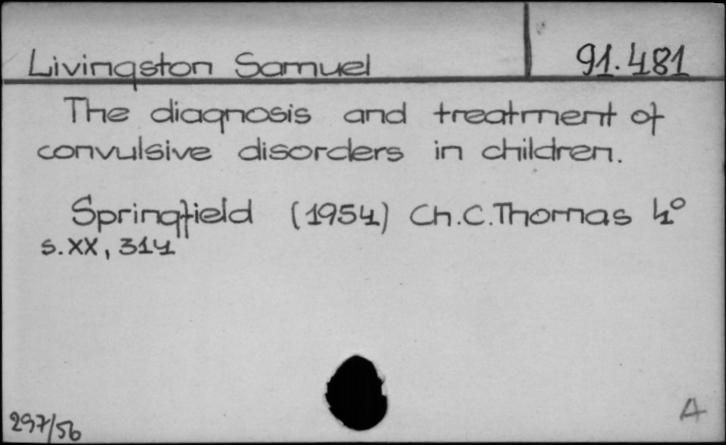 Livingston Samuel 91.481
The diagnosis and treatment of
convulsive disorders in children.
Springfield (1954) Ch.C.Thomas 4°
s.XX, 314
297/56 A